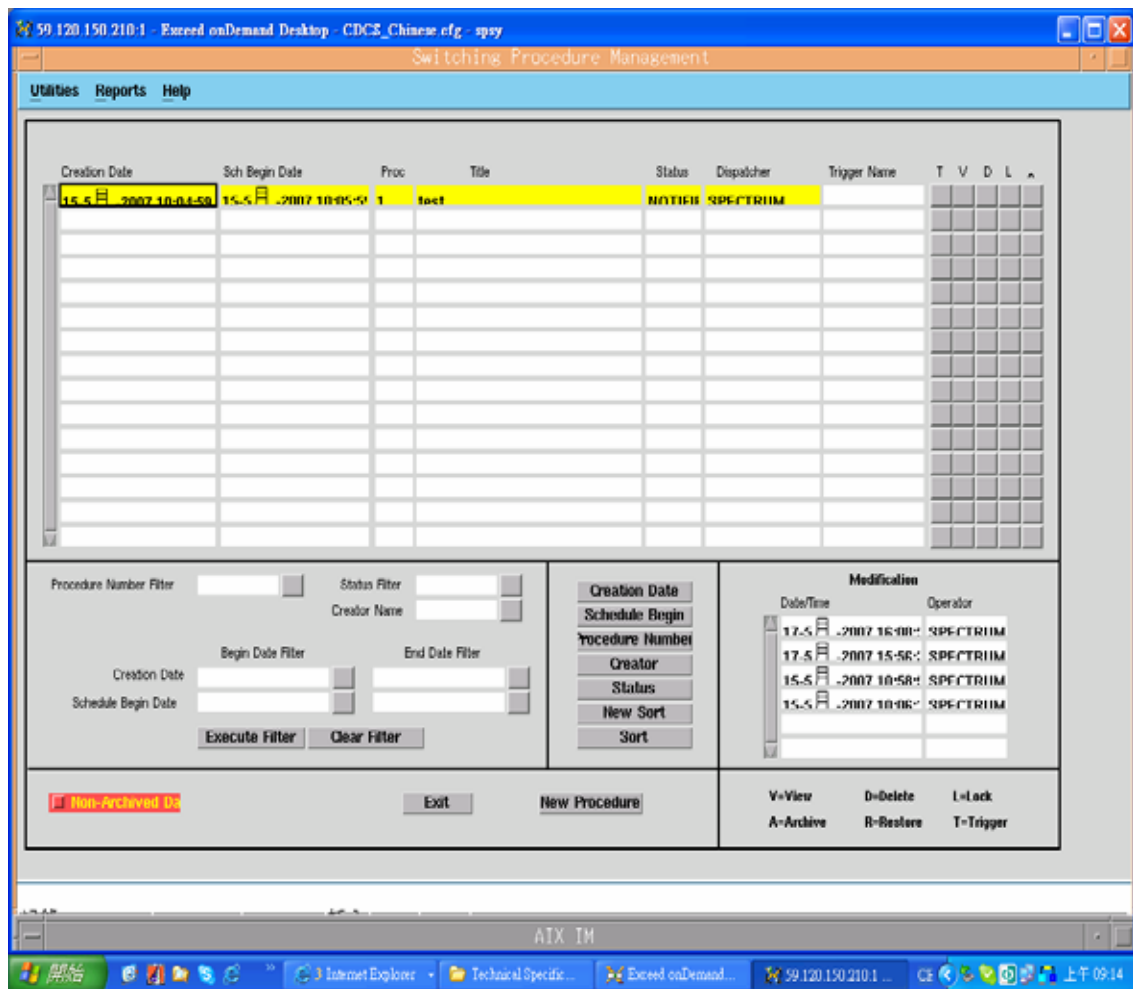 59.120.150.210:1 - Exceed onDemand Desktop - CDCS_Chinese.cfg - spsy
Switching Procedure Management
Utilities Reports Help
Creation Date Sch Begin Date Proc Title Status Dispatcher Trigger Name T V D L
15-5月 -2007 10:04:59 15-5月 -2007 10:05:5 1 test NOTIFIE SPECTRUM
Procedure Number Filter Status Filter
Creator Name
Begin Date Filter End Date Filter
Creation Date
Schedule Begin Date
Execute Filter Clear Filter
Creation Date
Schedule Begin
Procedure Number
Creator
Status
New Sort
Sort
Modification
Date/Time Operator
17-5月 -2007 16:08: SPECTRUM
17-5月 -2007 15:56: SPECTRUM
15-5月 -2007 10:58: SPECTRUM
15-5月 -2007 10:06: SPECTRUM
Non-Archived Da
Exit New Procedure
V=View D=Delete L=Lock
A=Archive R=Restore T=Trigger
AIX IM
開始 3 Internet Explorer Technical Specific... Exceed onDemand... 59.120.150.210:1 ... CE 上午 09:14